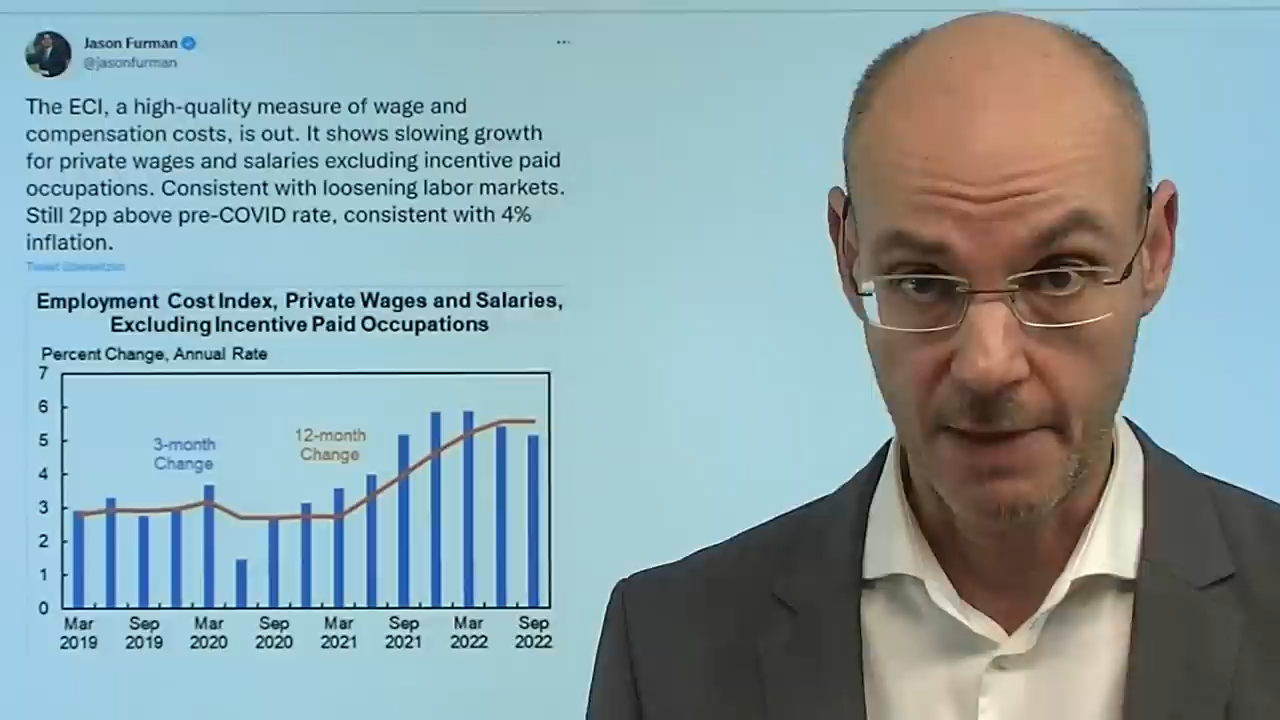 Jason Furman
@jasonfurman
...
The ECI, a high-quality measure of wage and
compensation costs, is out. It shows slowing growth
for private wages and salaries excluding incentive paid
occupations. Consistent with loosening labor markets.
Still 2pp above pre-COVID rate, consistent with 4%
inflation.
Tweet übersetzen
Employment Cost Index, Private Wages and Salaries,
Excluding Incentive Paid Occupations
Percent Change, Annual Rate
7
6
5
4
3
2
1
0
3-month
Change
12-month
Change
Mar Sep Mar Sep Mar Sep Mar Sep
2019 2019 2020 2020 2021 2021 2022 2022